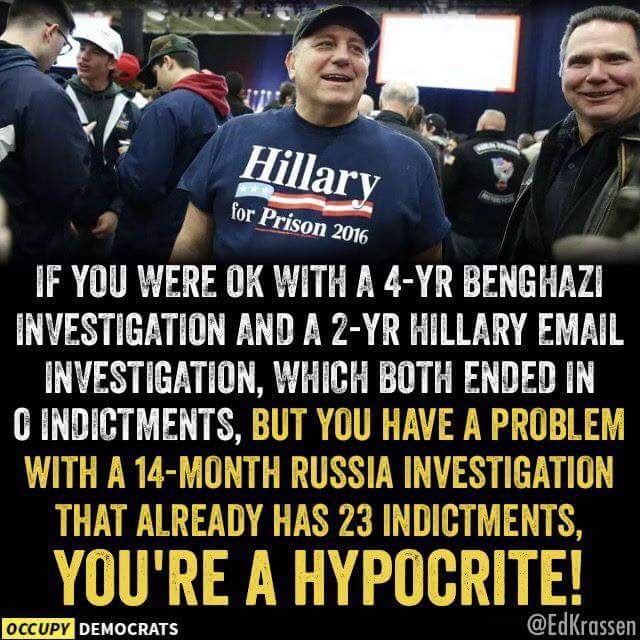 Hillary
for Prison 2016
IF YOU WERE OK WITH A 4-YR BENGHAZI
INVESTIGATION AND A 2-YR HILLARY EMAIL
INVESTIGATION, WHICH BOTH ENDED IN
0 INDICTMENTS, BUT YOU HAVE A PROBLEM
WITH A 14-MONTH RUSSIA INVESTIGATION
THAT ALREADY HAS 23 INDICTMENTS,
YOU'RE A HYPOCRITE!
OCCUPY DEMOCRATS
@EdKrassen